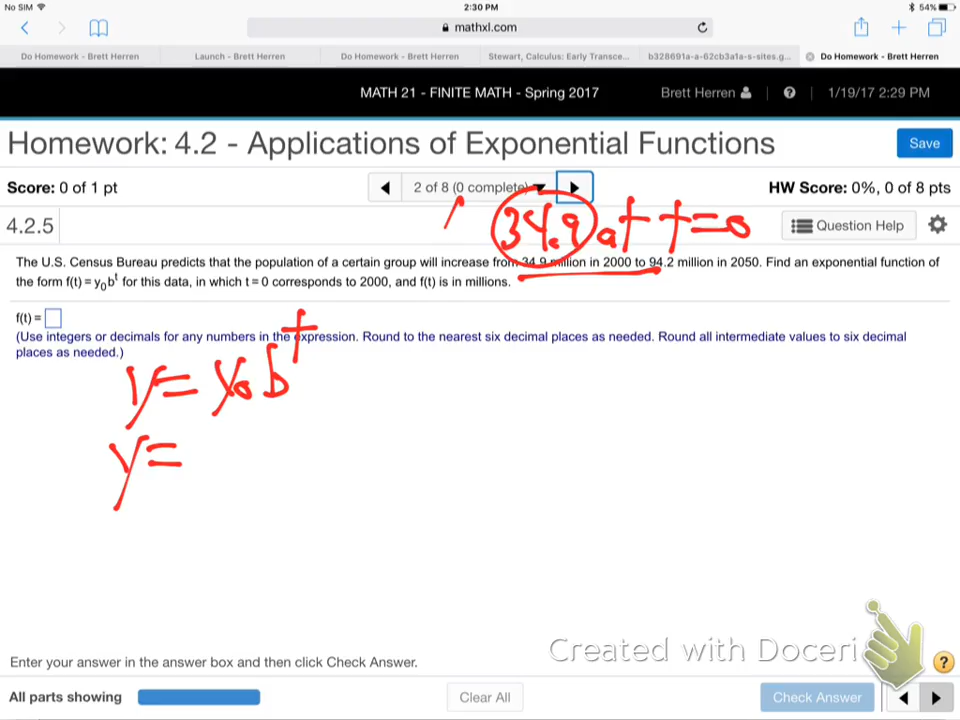 No SIM 2:30 PM 54%
mathxl.com
Do Homework - Brett Herren Launch - Brett Herren Do Homework - Brett Herren Stewart, Calculus: Early Transce... b328691a-a-62cb3a1a-s-sites.g... Do Homework - Brett Herren
MATH 21 - FINITE MATH - Spring 2017 Brett Herren ? 1/19/17 2:29 PM
Homework: 4.2 - Applications of Exponential Functions Save
Score: 0 of 1 pt 2 of 8 (0 complete) HW Score: 0%, 0 of 8 pts
34.9 at t=0
4.2.5 Question Help
The U.S. Census Bureau predicts that the population of a certain group will increase from 34.9 million in 2000 to 94.2 million in 2050. Find an exponential function of
the form f(t) = y₀bᵗ for this data, in which t = 0 corresponds to 2000, and f(t) is in millions.
f(t) =
(Use integers or decimals for any numbers in the expression. Round to the nearest six decimal places as needed. Round all intermediate values to six decimal
places as needed.)
y = y₀ bᵗ
y =
Created with Doceri
Enter your answer in the answer box and then click Check Answer. ?
All parts showing Clear All Check Answer